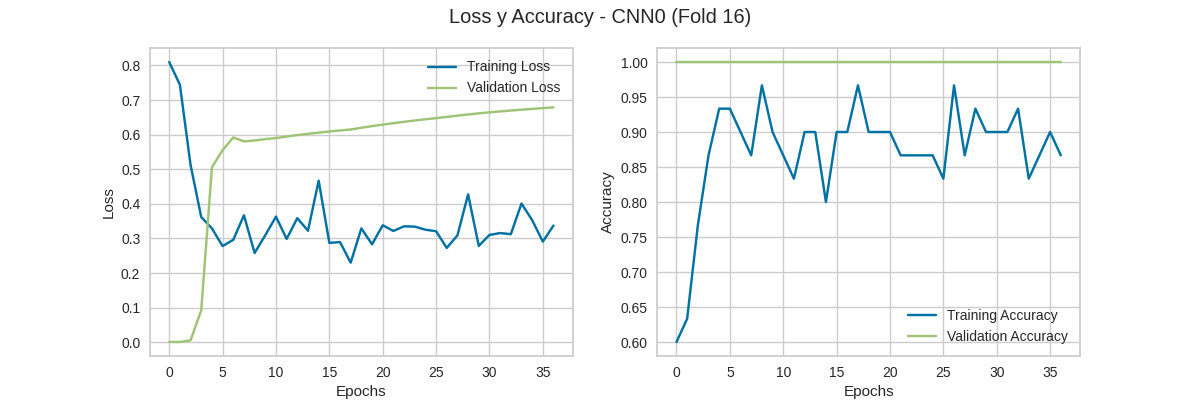 Loss y Accuracy - CNN0 (Fold 16)
Training Loss
Validation Loss
0.8
0.7
0.6
0.5
0.4
0.3
0.2
0.1
0.0
Loss
0 5 10 15 20 25 30 35
Epochs
1.00
0.95
0.90
0.85
0.80
0.75
0.70
0.65
0.60
Accuracy
Training Accuracy
Validation Accuracy
0 5 10 15 20 25 30 35
Epochs